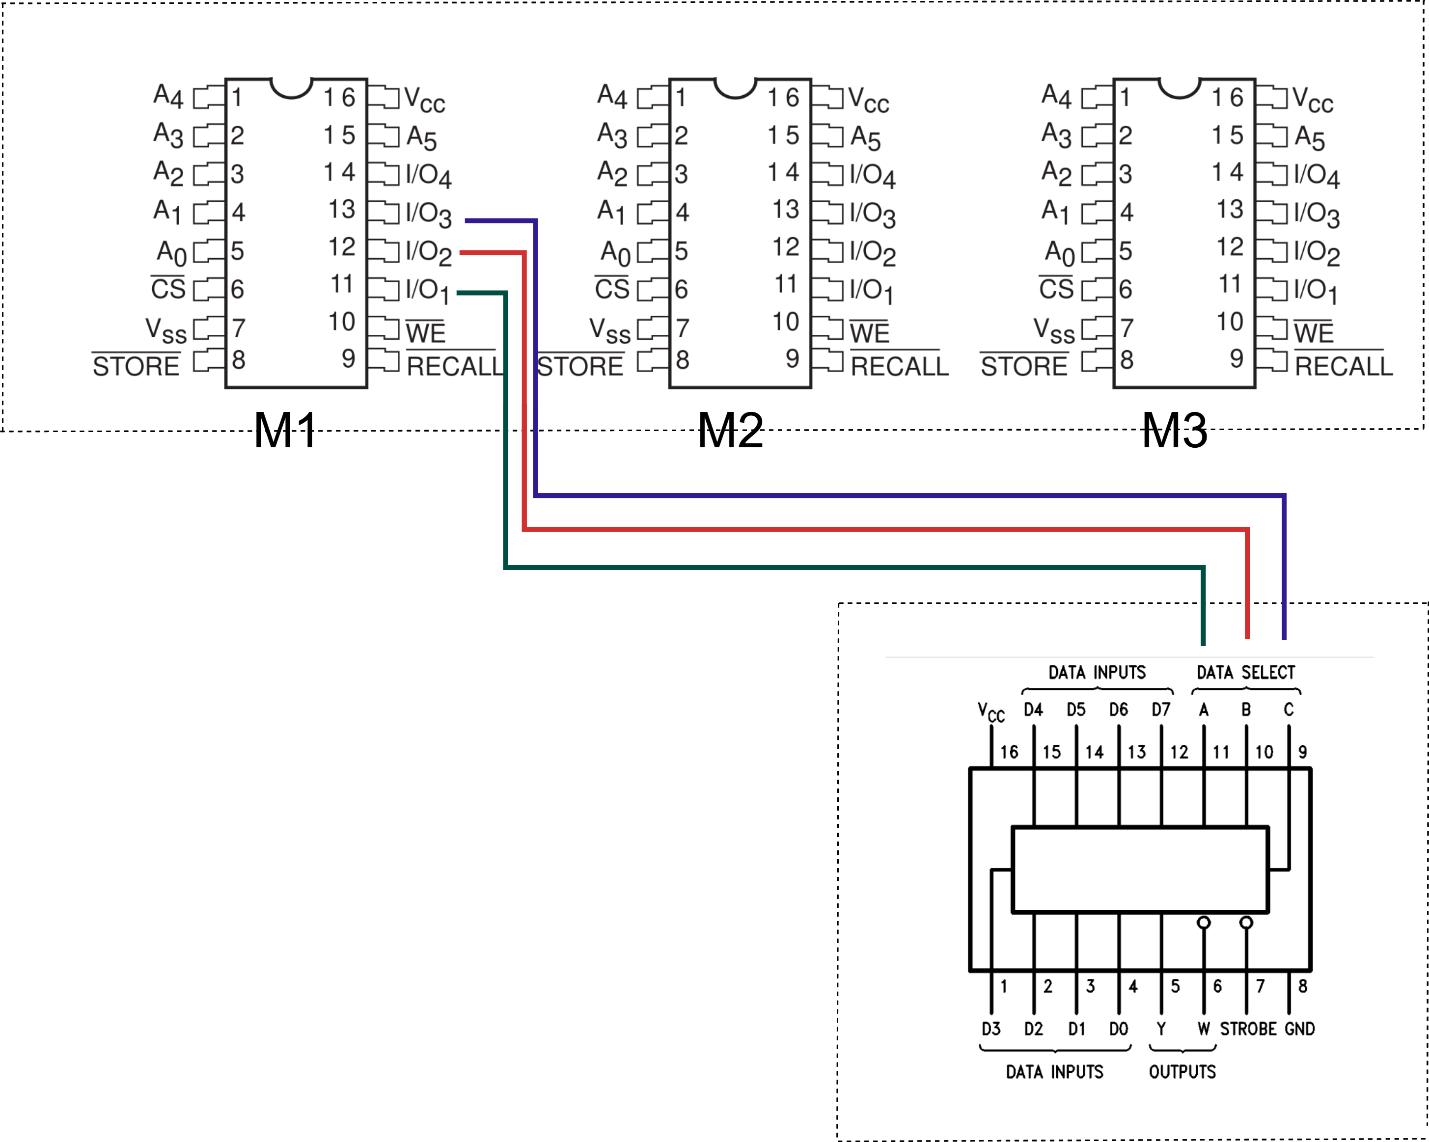 A4 1 16 VCC
A3 2 15 A5
A2 3 14 I/O4
A1 4 13 I/O3
A0 5 12 I/O2
CS 6 11 I/O1
VSS 7 10 WE
STORE 8 9 RECALL
M1
A4 1 16 VCC
A3 2 15 A5
A2 3 14 I/O4
A1 4 13 I/O3
A0 5 12 I/O2
CS 6 11 I/O1
VSS 7 10 WE
STORE 8 9 RECALL
M2
A4 1 16 VCC
A3 2 15 A5
A2 3 14 I/O4
A1 4 13 I/O3
A0 5 12 I/O2
CS 6 11 I/O1
VSS 7 10 WE
STORE 8 9 RECALL
M3
DATA INPUTS DATA SELECT
VCC D4 D5 D6 D7 A B C
16 15 14 13 12 11 10 9
1 2 3 4 5 6 7 8
D3 D2 D1 D0 Y W STROBE GND
DATA INPUTS OUTPUTS